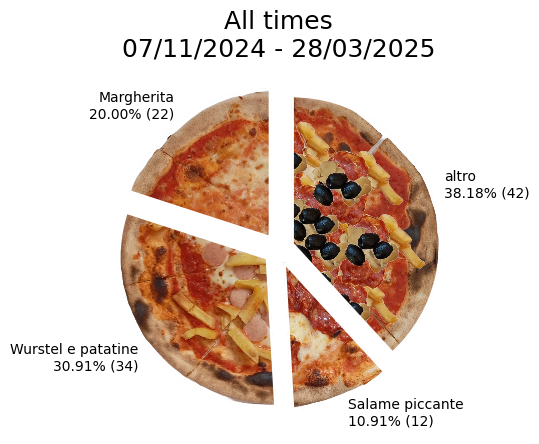 All times
07/11/2024 - 28/03/2025
Margherita
20.00% (22)
altro
38.18% (42)
Wurstel e patatine
30.91% (34)
Salame piccante
10.91% (12)